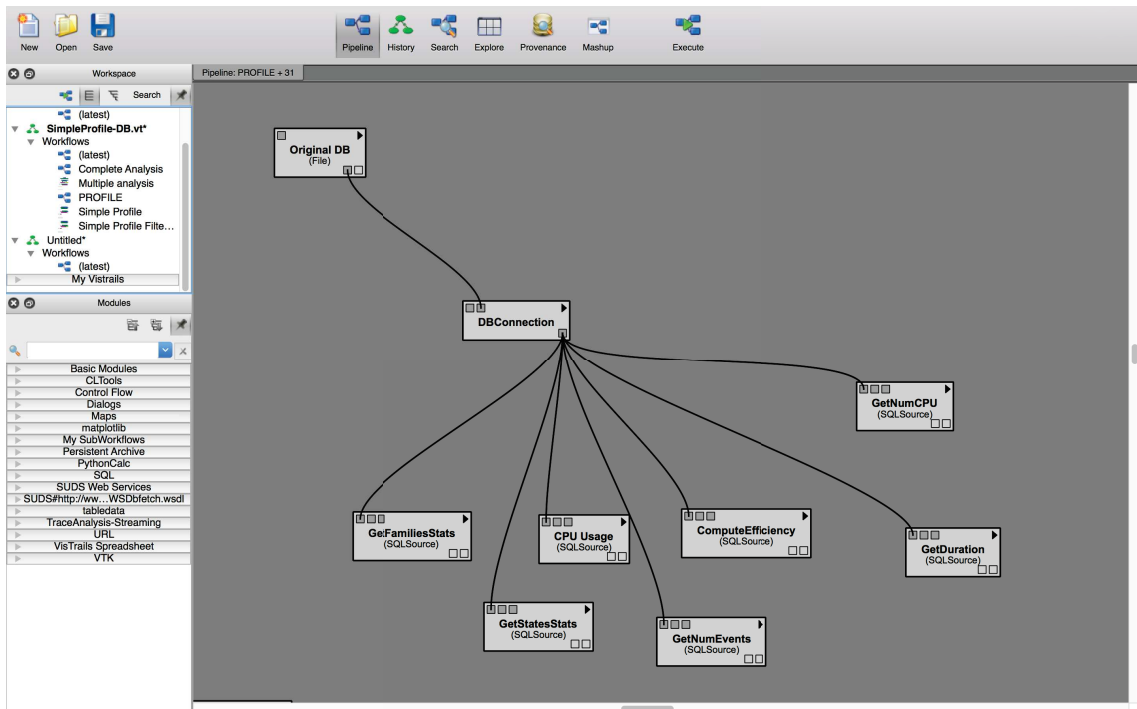 New Open Save Pipeline History Search Explore Provenance Mashup Execute
Workspace
Pipeline: PROFILE + 31
Search
(latest)
SimpleProfile-DB.vt*
Workflows
(latest)
Complete Analysis
Multiple analysis
PROFILE
Simple Profile
Simple Profile Filte...
Untitled*
Workflows
(latest)
My Vistrails
Modules
Basic Modules
CLTools
Control Flow
Dialogs
Maps
matplotlib
My SubWorkflows
Persistent Archive
PythonCalc
SQL
SUDS Web Services
SUDS#http://ww...WSDbfetch.wsdl
tabledata
TraceAnalysis-Streaming
URL
VisTrails Spreadsheet
VTK
Original DB
(File)
DBConnection
GetNumCPU
(SQLSource)
GetFamiliesStats
(SQLSource)
CPU Usage
(SQLSource)
ComputeEfficiency
(SQLSource)
GetDuration
(SQLSource)
GetStatesStats
(SQLSource)
GetNumEvents
(SQLSource)